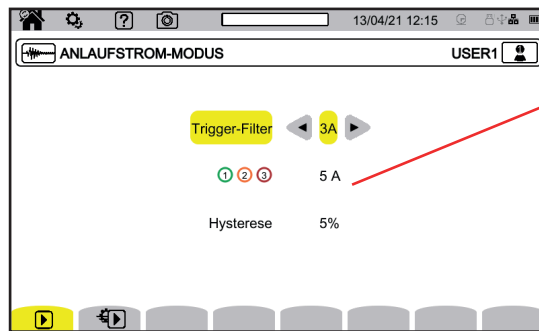 13/04/21 12:15
ANLAUFSTROM-MODUS USER1
Trigger-Filter 3A
1 2 3 5 A
Hysterese 5%